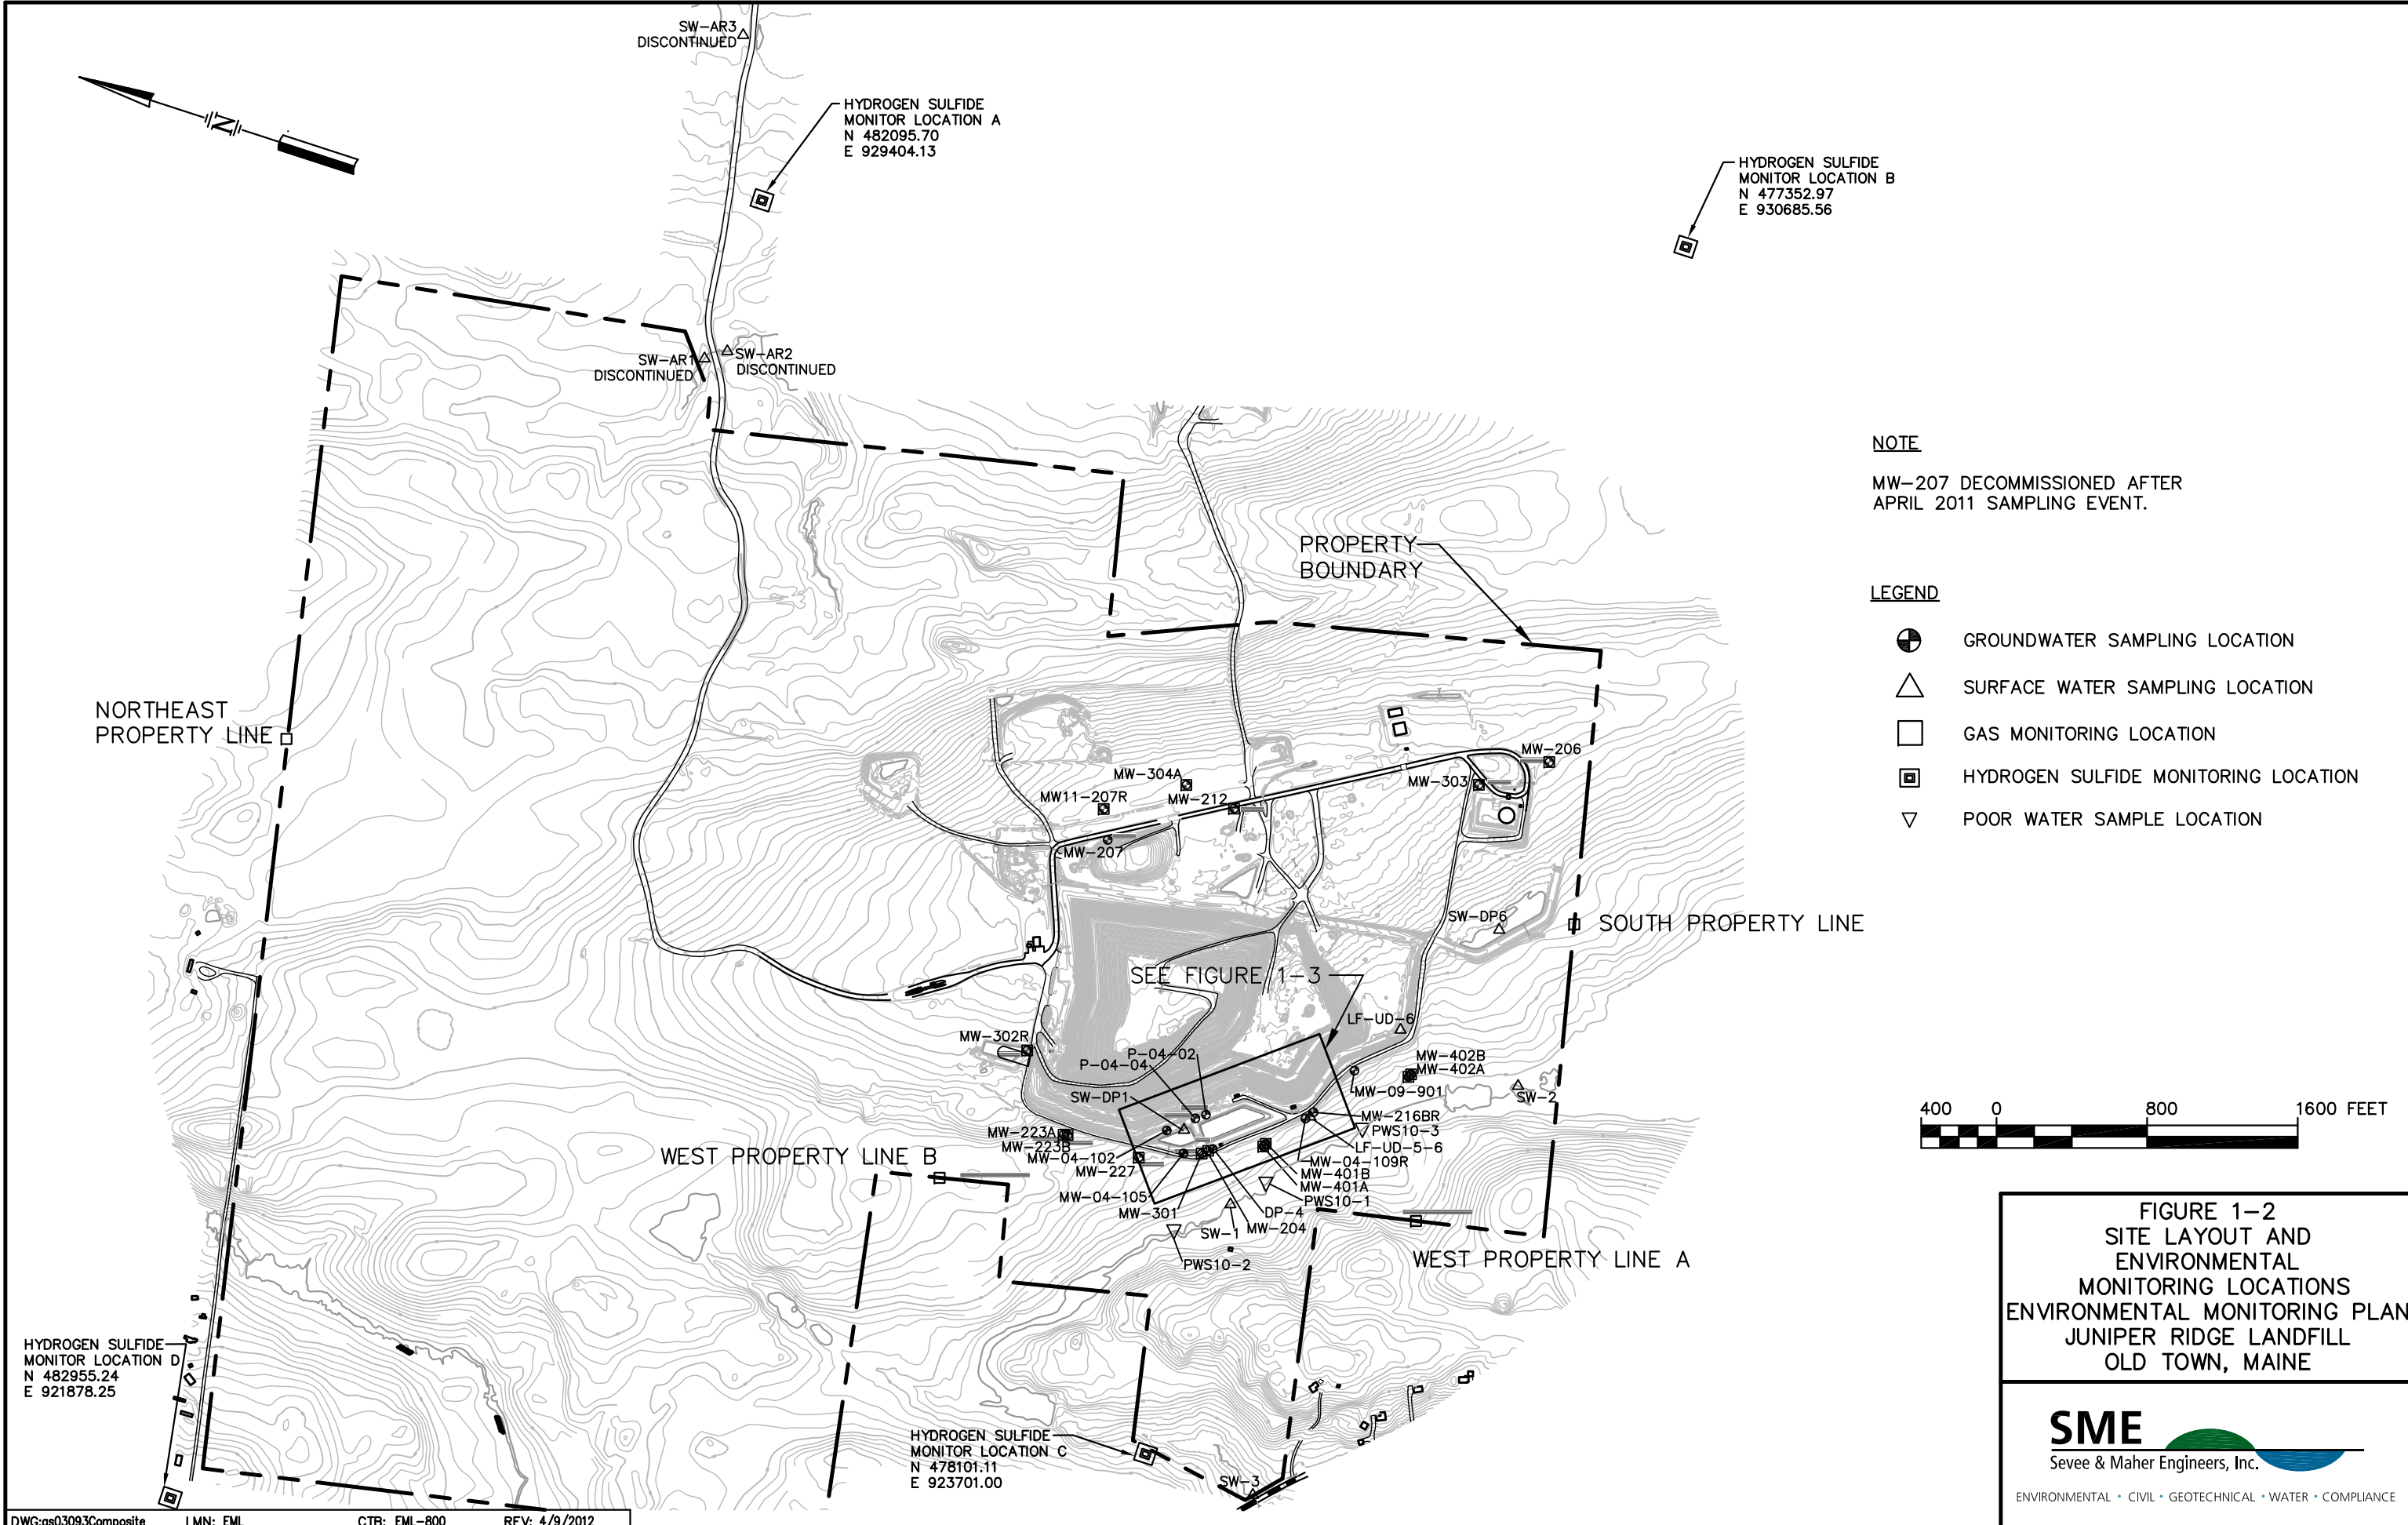 SW-AR3
DISCONTINUED
N
HYDROGEN SULFIDE
MONITOR LOCATION A
N 482095.70
E 929404.13
HYDROGEN SULFIDE
MONITOR LOCATION B
N 477352.97
E 930685.56
SW-AR1
DISCONTINUED
SW-AR2
DISCONTINUED
NOTE
MW-207 DECOMMISSIONED AFTER
APRIL 2011 SAMPLING EVENT.
PROPERTY
BOUNDARY
LEGEND
GROUNDWATER SAMPLING LOCATION
SURFACE WATER SAMPLING LOCATION
GAS MONITORING LOCATION
HYDROGEN SULFIDE MONITORING LOCATION
POOR WATER SAMPLE LOCATION
NORTHEAST
PROPERTY LINE
MW-206
MW-304A
MW-303
MW11-207R
MW-212
MW-207
SW-DP6
SOUTH PROPERTY LINE
SEE FIGURE 1-3
LF-UD-6
MW-302R
P-04-02
P-04-04
MW-402B
MW-402A
SW-DP1
MW-09-901
SW-2
MW-216BR
PWS10-3
MW-223A
MW-223B
LF-UD-5-6
MW-04-102
MW-04-109R
WEST PROPERTY LINE B
MW-227
MW-401B
MW-401A
MW-04-105
PWS10-1
MW-301
DP-4
SW-1
MW-204
PWS10-2
WEST PROPERTY LINE A
400 0 800 1600 FEET
HYDROGEN SULFIDE
MONITOR LOCATION D
N 482955.24
E 921878.25
HYDROGEN SULFIDE
MONITOR LOCATION C
N 478101.11
E 923701.00
SW-3
FIGURE 1-2
SITE LAYOUT AND
ENVIRONMENTAL
MONITORING LOCATIONS
ENVIRONMENTAL MONITORING PLAN
JUNIPER RIDGE LANDFILL
OLD TOWN, MAINE
SME
Sevee & Maher Engineers, Inc.
ENVIRONMENTAL • CIVIL • GEOTECHNICAL • WATER • COMPLIANCE
DWG:gs03093Composite LMN: EML CTB: EML-800 REV: 4/9/2012